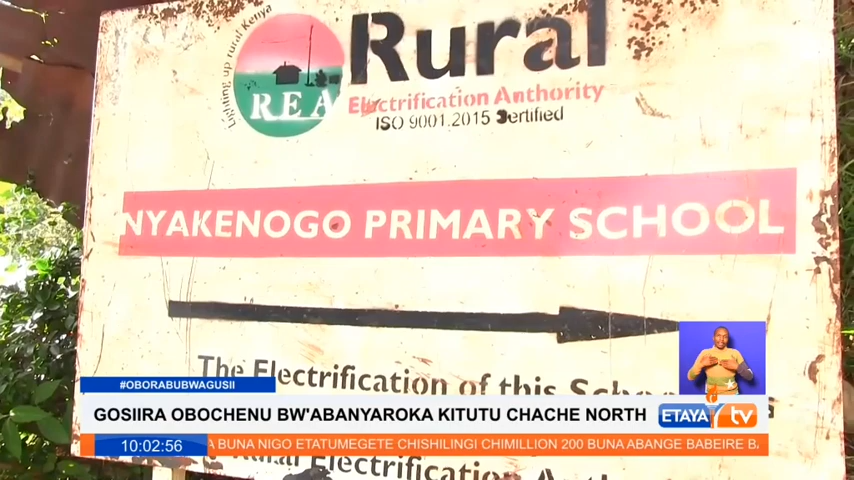 Lighting up rural Kenya
REA
Rural
Electrification Authority
ISO 9001.2015 Certified
NYAKENOGO PRIMARY SCHOOL
The Electrification of this
#OBORABUBWAGUSII
GOSIIRA OBOCHENU BW'ABANYAROKA KITUTU CHACHE NORTH
ETAYA tv
10:02:56
BUNA NIGO ETATUMEGETE CHISHILINGI CHIMILLION 200 BUNA ABANGE BABEIRE
Electrification